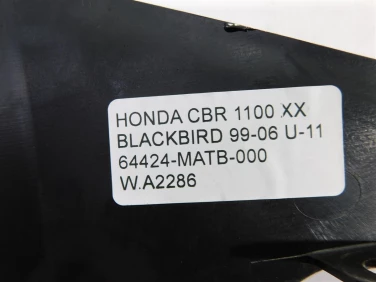 HONDA CBR 1100 XX
BLACKBIRD 99-06 U-11
64424-MATB-000
W.A2286